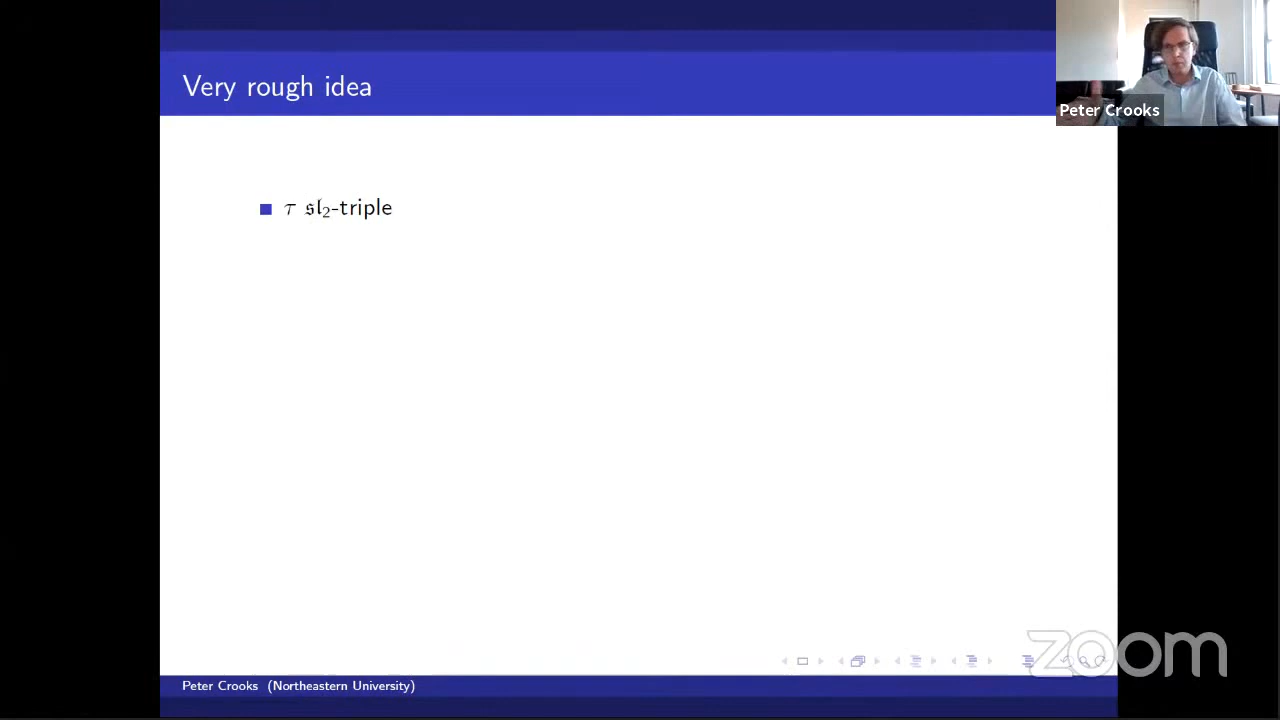 Very rough idea
Peter Crooks
τ 𝔰𝔩₂-triple
zoom
Peter Crooks (Northeastern University)